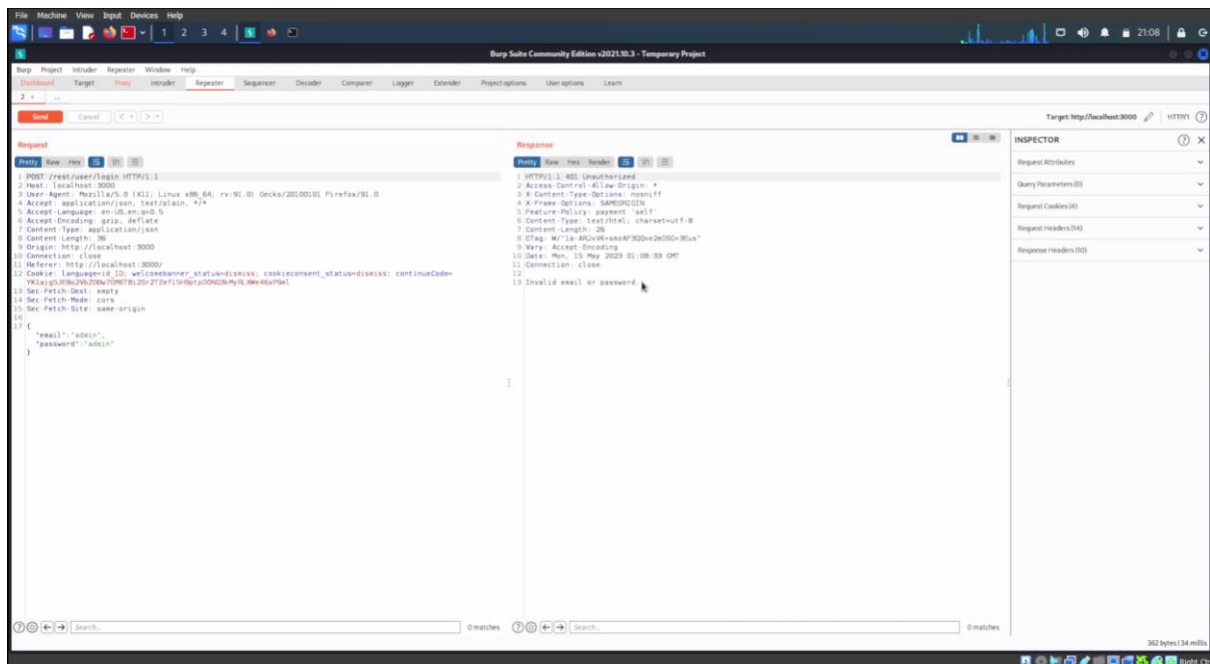 File Machine View Input Devices Help
1 2 3 4
21:08
Burp Suite Community Edition v2021.10.3 - Temporary Project
Burp Project Intruder Repeater Window Help
Dashboard Target Proxy Intruder Repeater Sequencer Decoder Comparer Logger Extender Project options User options Learn
2 × ...
Send Cancel < > Target: http://localhost:3000 HTTP/1
Request
Pretty Raw Hex \n
1 POST /rest/user/login HTTP/1.1
2 Host: localhost:3000
3 User-Agent: Mozilla/5.0 (X11; Linux x86_64; rv:91.0) Gecko/20100101 Firefox/91.0
4 Accept: application/json, text/plain, */*
5 Accept-Language: en-US,en;q=0.5
6 Accept-Encoding: gzip, deflate
7 Content-Type: application/json
8 Content-Length: 36
9 Origin: http://localhost:3000
10 Connection: close
11 Referer: http://localhost:3000/
12 Cookie: language=id_ID; welcomebanner_status=dismiss; cookieconsent_status=dismiss; continueCode=
13 Sec-Fetch-Dest: empty
14 Sec-Fetch-Mode: cors
15 Sec-Fetch-Site: same-origin
16
17 {
"email":"admin",
"password":"admin"
}
Search... 0 matches
Response
Pretty Raw Hex Render \n
1 HTTP/1.1 401 Unauthorized
2 Access-Control-Allow-Origin: *
3 X-Content-Type-Options: nosniff
4 X-Frame-Options: SAMEORIGIN
5 Feature-Policy: payment 'self'
6 Content-Type: text/html; charset=utf-8
7 Content-Length: 26
8 ETag:
9 Vary: Accept-Encoding
10 Date: Mon, 15 May 2023 01:08:39 GMT
11 Connection: close
12
13 Invalid email or password.
Search... 0 matches
INSPECTOR
Request Attributes
Query Parameters (0)
Request Cookies (4)
Request Headers (14)
Response Headers (10)
362 bytes | 34 millis
Right Ctrl